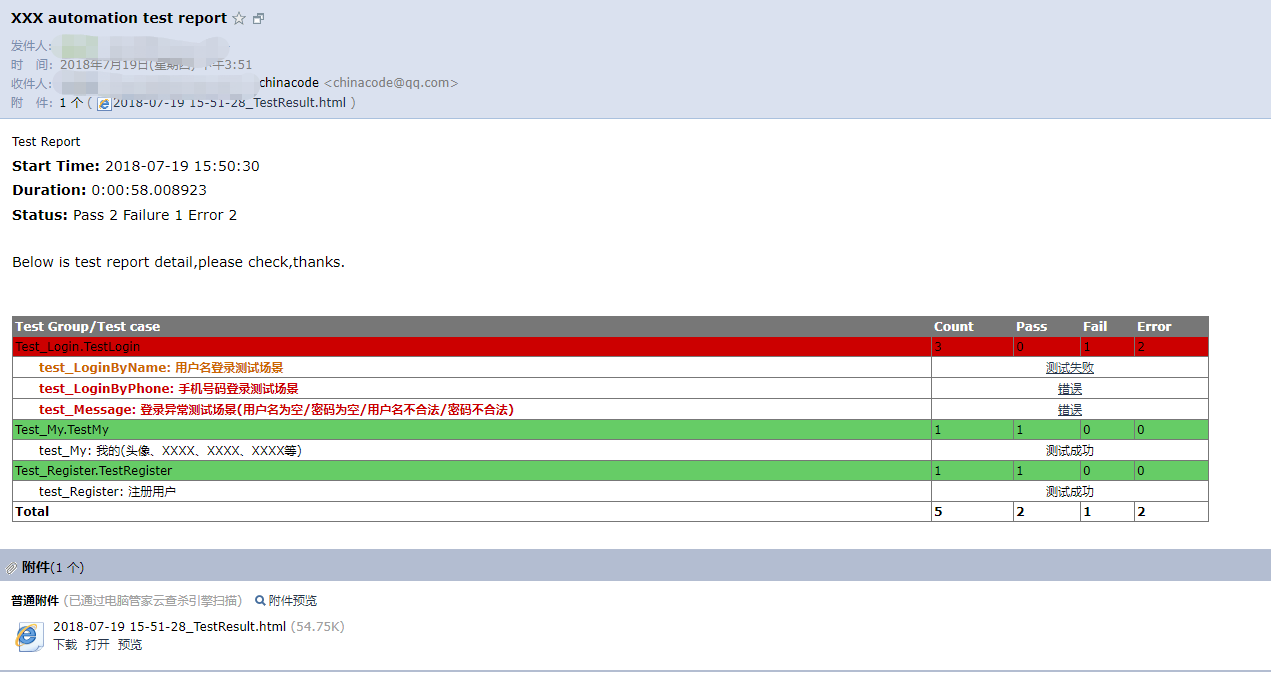 XXX automation test report
发件人:
时 间: 2018年7月19日(星期四) 下午3:51
收件人: chinacode <chinacode@qq.com>
附 件: 1 个 ( 2018-07-19 15-51-28_TestResult.html )
Test Report
Start Time: 2018-07-19 15:50:30
Duration: 0:00:58.008923
Status: Pass 2 Failure 1 Error 2
Below is test report detail,please check,thanks.
Test Group/Test case Count Pass Fail Error
Test_Login.TestLogin 3 0 1 2
test_LoginByName: 用户名登录测试场景 测试失败
test_LoginByPhone: 手机号码登录测试场景 错误
test_Message: 登录异常测试场景(用户名为空/密码为空/用户名不合法/密码不合法) 错误
Test_My.TestMy 1 1 0 0
test_My: 我的(头像、XXXX、XXXX、XXXX等) 测试成功
Test_Register.TestRegister 1 1 0 0
test_Register: 注册用户 测试成功
Total 5 2 1 2
附件(1 个)
普通附件 (已通过电脑管家云查杀引擎扫描) 附件预览
2018-07-19 15-51-28_TestResult.html (54.75K)
下载 打开 预览